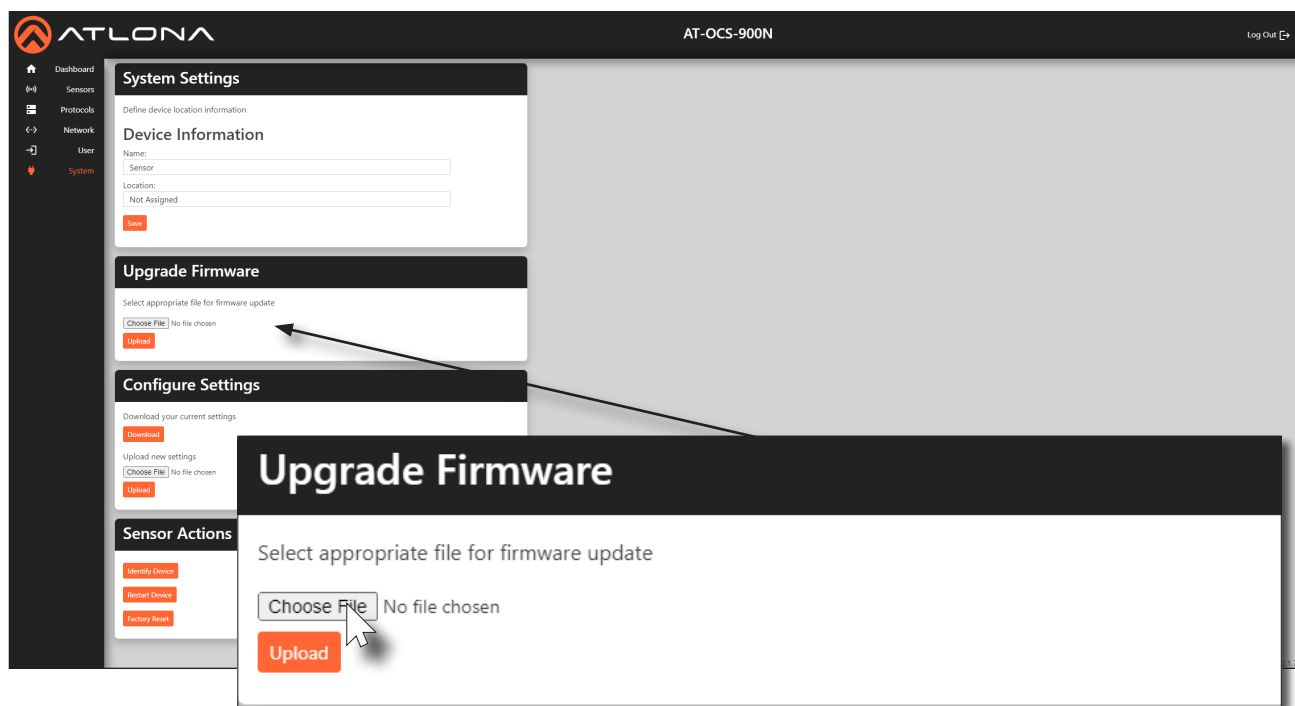 ATLONA
AT-OCS-900N
Log Out
Dashboard
Sensors
Protocols
Network
User
System
System Settings
Define device location information
Device Information
Name:
Sensor
Location:
Not Assigned
Save
Upgrade Firmware
Select appropriate file for firmware update
Choose File No file chosen
Upload
Configure Settings
Download your current settings
Download
Upload new settings
Choose File No file chosen
Upload
Sensor Actions
Identify Device
Restart Device
Factory Reset
Upgrade Firmware
Select appropriate file for firmware update
Choose File No file chosen
Upload